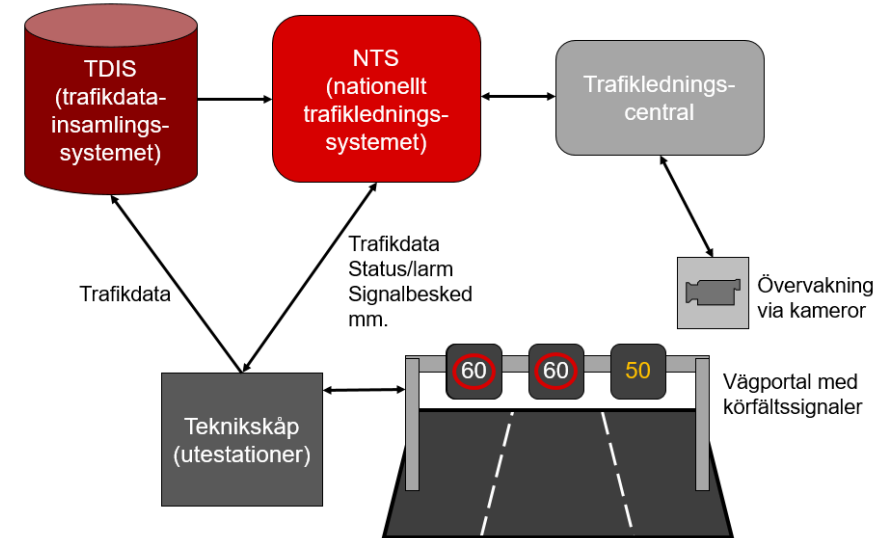 TDIS
(trafikdata-
insamlings-
systemet)
NTS
(nationellt
trafiklednings-
systemet)
Trafiklednings-
central
Trafikdata
Trafikdata
Status/larm
Signalbesked
mm.
Övervakning
via kameror
60
60
50
Vägportal med
körfältssignaler
Teknikskåp
(utestationer)